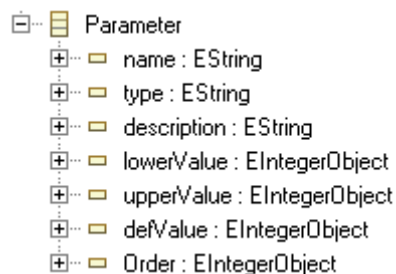 Parameter
name : EString
type : EString
description : EString
lowerValue : EIntegerObject
upperValue : EIntegerObject
defValue : EIntegerObject
Order : EIntegerObject